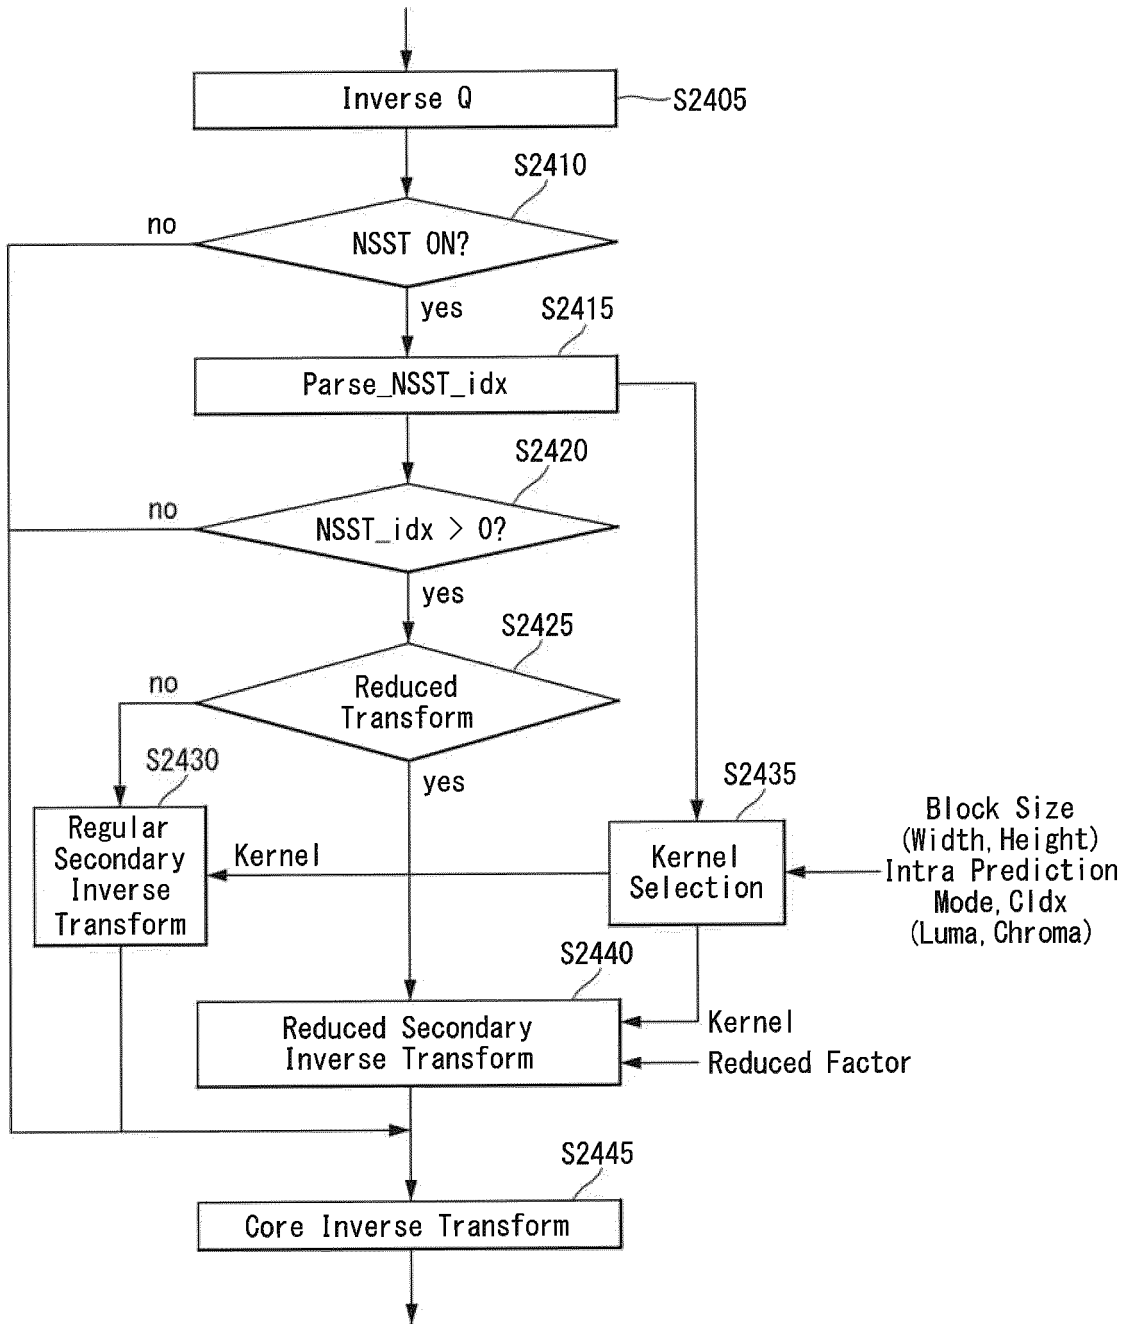 Inverse Q
S2405
S2410
no
NSST ON?
yes
S2415
Parse_NSST_idx
S2420
no
NSST_idx > 0?
yes
S2425
no
Reduced
Transform
yes
S2430
Regular
Secondary
Inverse
Transform
Kernel
S2435
Kernel
Selection
Block Size
(Width, Height)
Intra Prediction
Mode, CIdx
(Luma, Chroma)
S2440
Reduced Secondary
Inverse Transform
Kernel
Reduced Factor
S2445
Core Inverse Transform